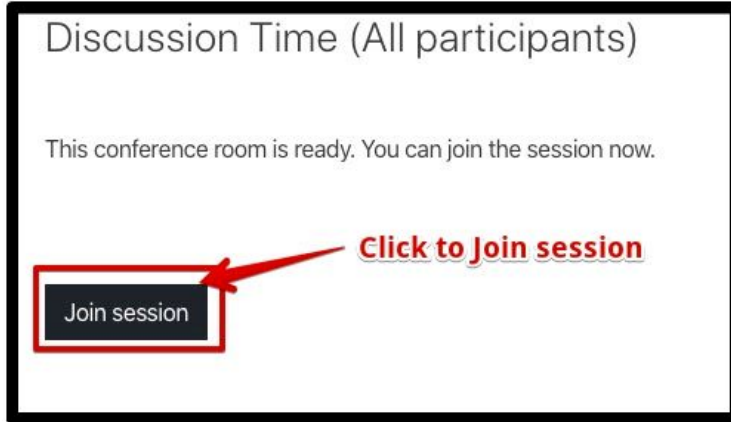 Discussion Time (All participants)
This conference room is ready. You can join the session now.
Click to Join session
Join session